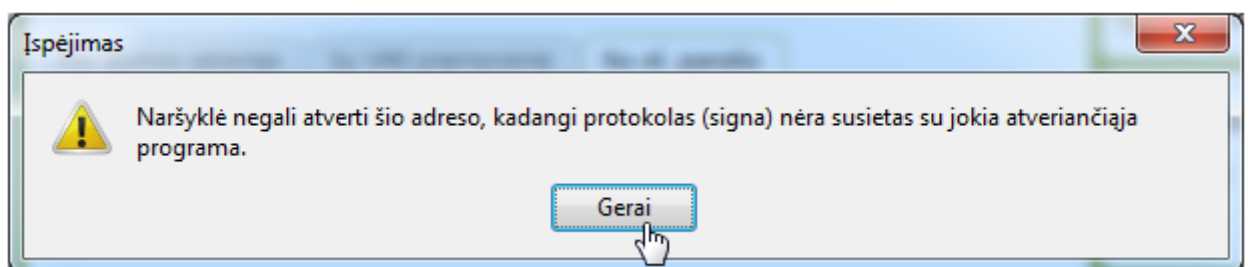 Įspėjimas
Naršyklė negali atverti šio adreso, kadangi protokolas (signa) nėra susietas su jokia atveriančiąja
programa.
Gerai